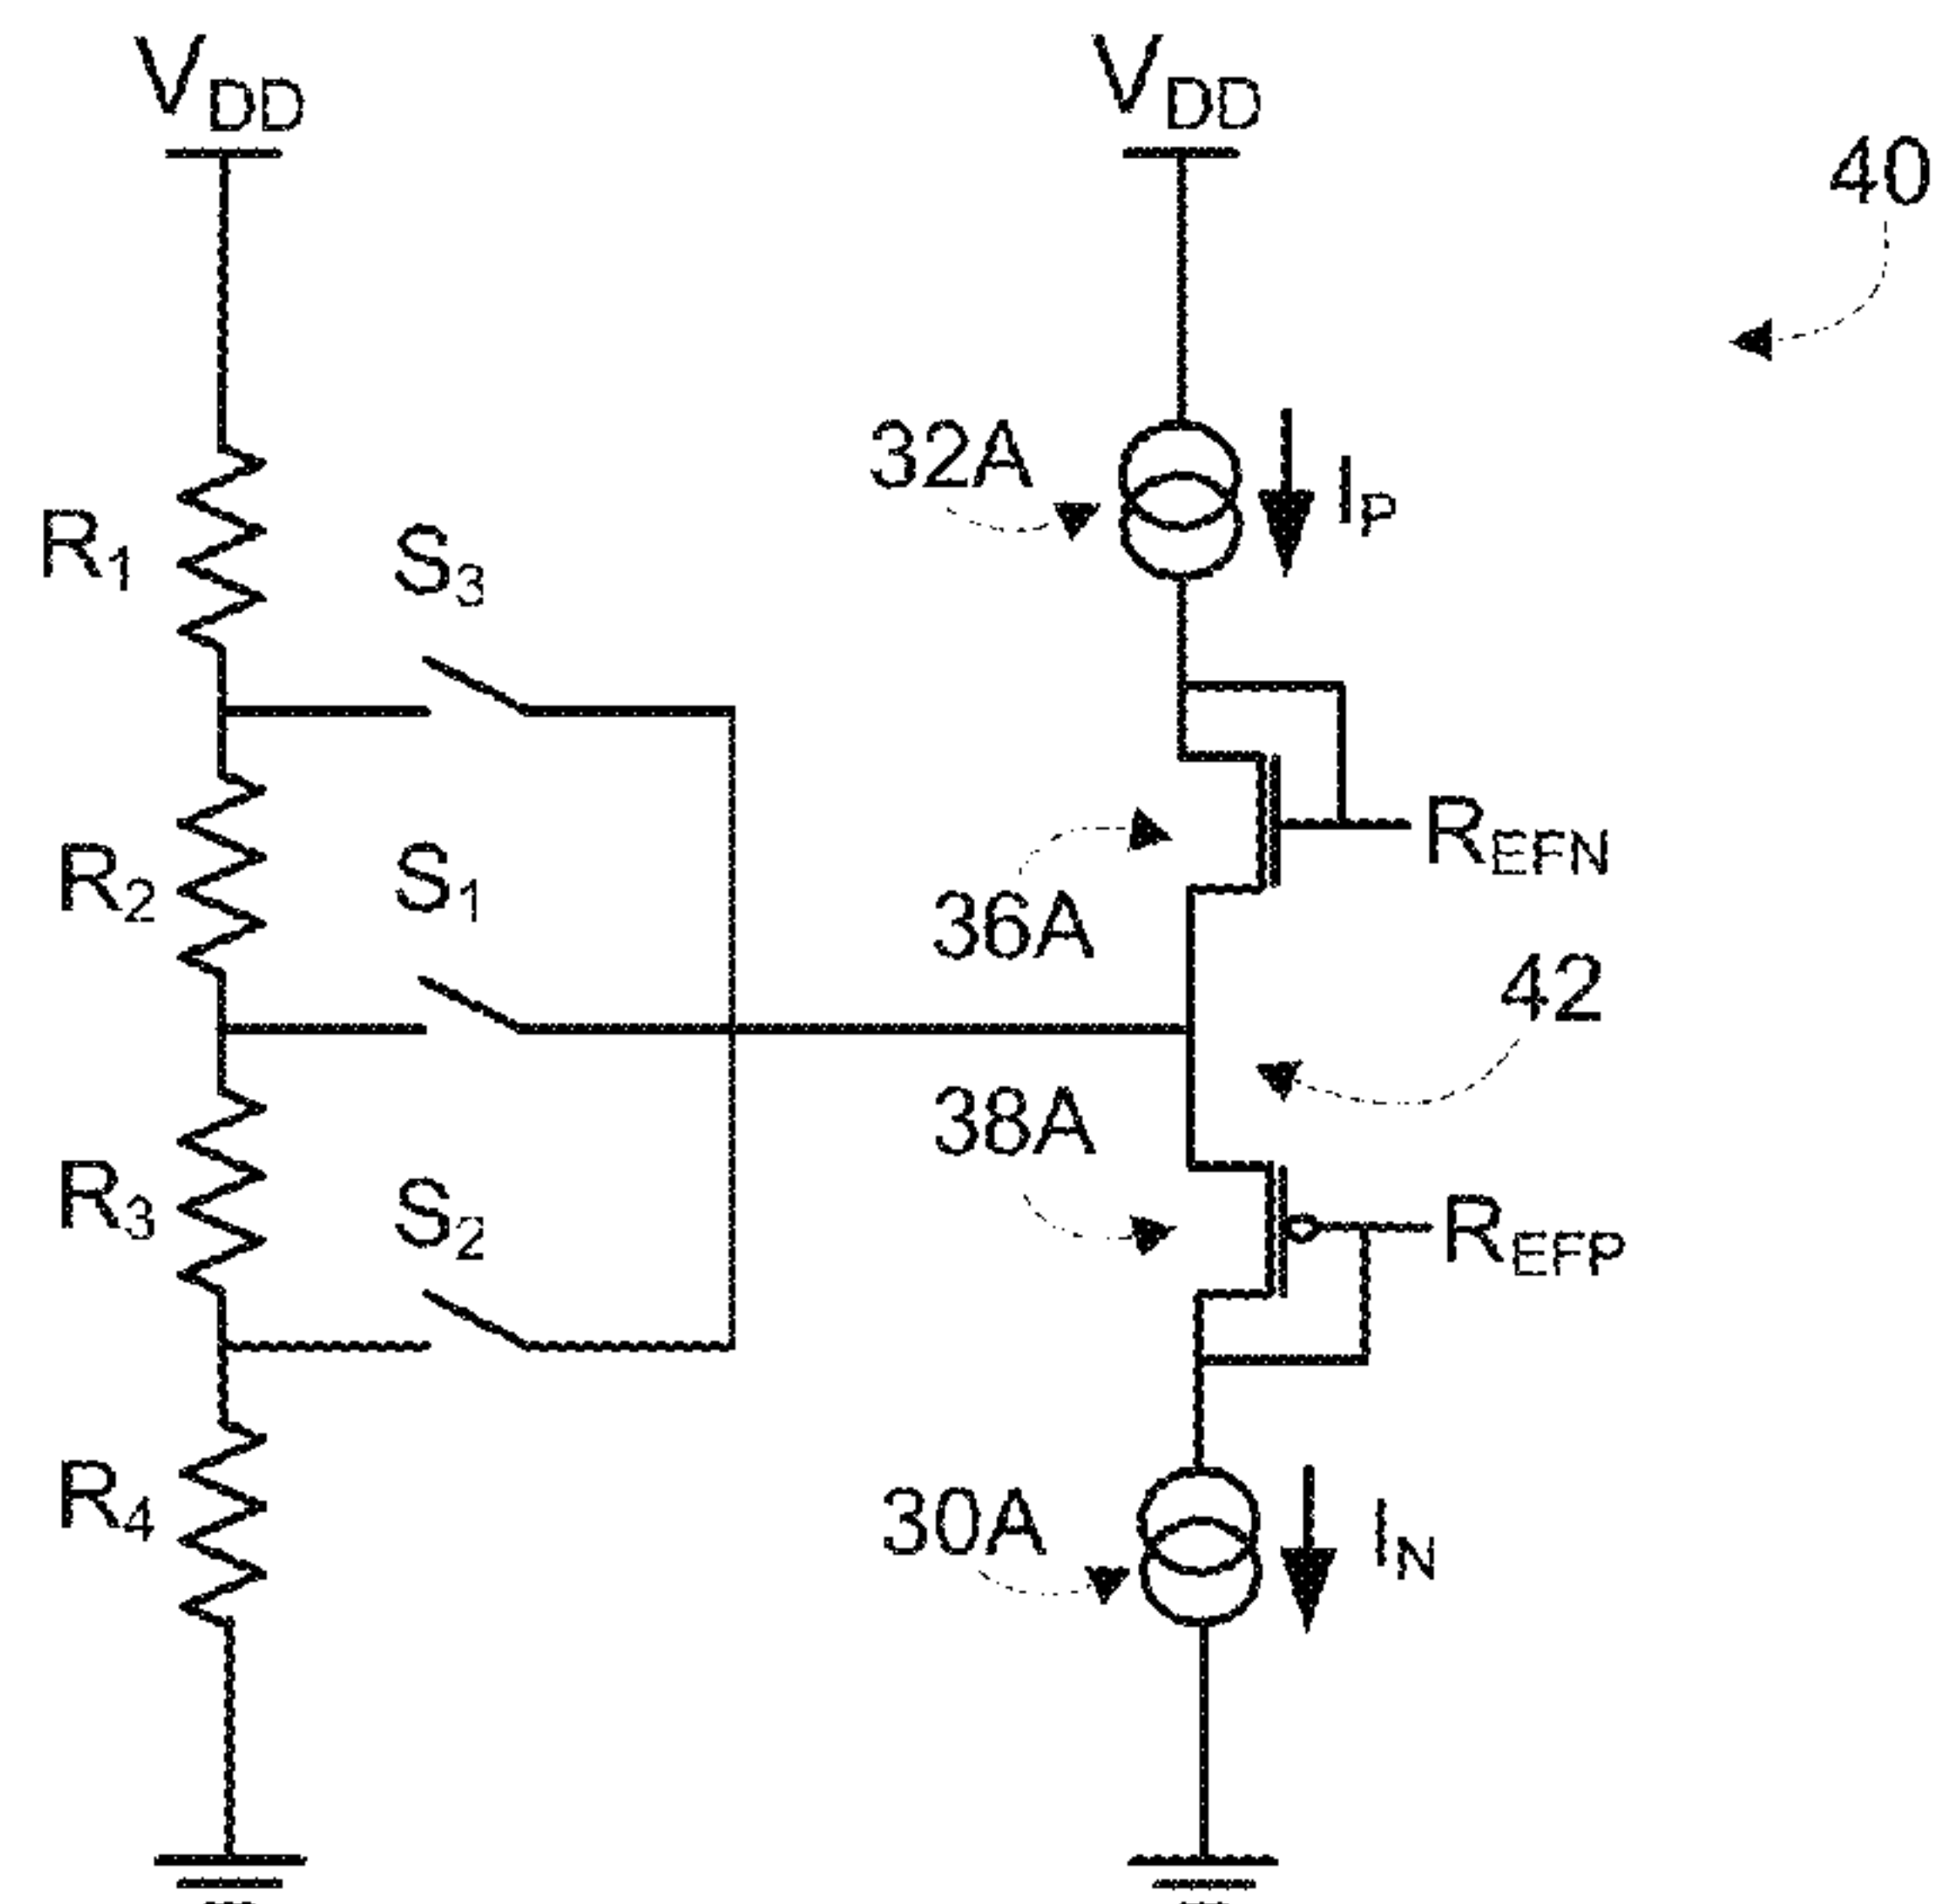 VDD
VDD
40
32A
IP
R1
S3
REFN
R2
S1
36A
42
38A
R3
S2
REFP
R4
30A
IN